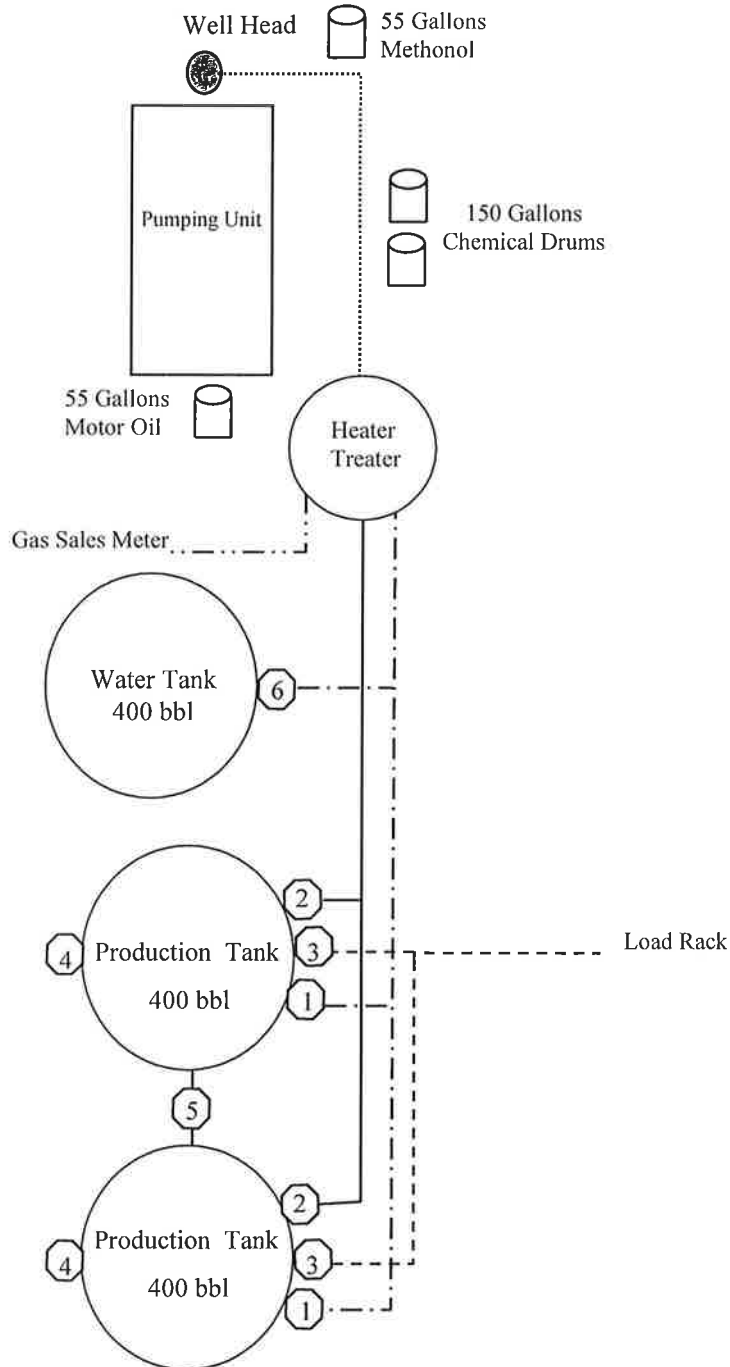 Well Head
55 Gallons
Methonol
Pumping Unit
150 Gallons
Chemical Drums
55 Gallons
Motor Oil
Heater
Treater
Gas Sales Meter
Water Tank
400 bbl
6
2
4
Production Tank
400 bbl
3
1
Load Rack
5
2
4
Production Tank
400 bbl
3
1